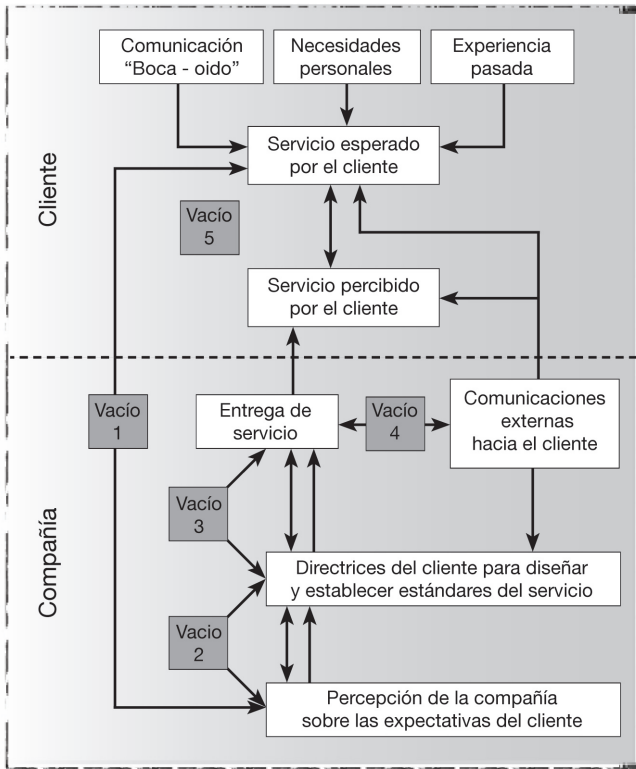 Comunicación
“Boca - oido”
Necesidades
personales
Experiencia
pasada
Servicio esperado
por el cliente
Cliente
Vacío
5
Servicio percibido
por el cliente
Vacío
1
Entrega de
servicio
Vacío
4
Comunicaciones
externas
hacia el cliente
Compañía
Vacío
3
Directrices del cliente para diseñar
y establecer estándares del servicio
Vacio
2
Percepción de la compañía
sobre las expectativas del cliente